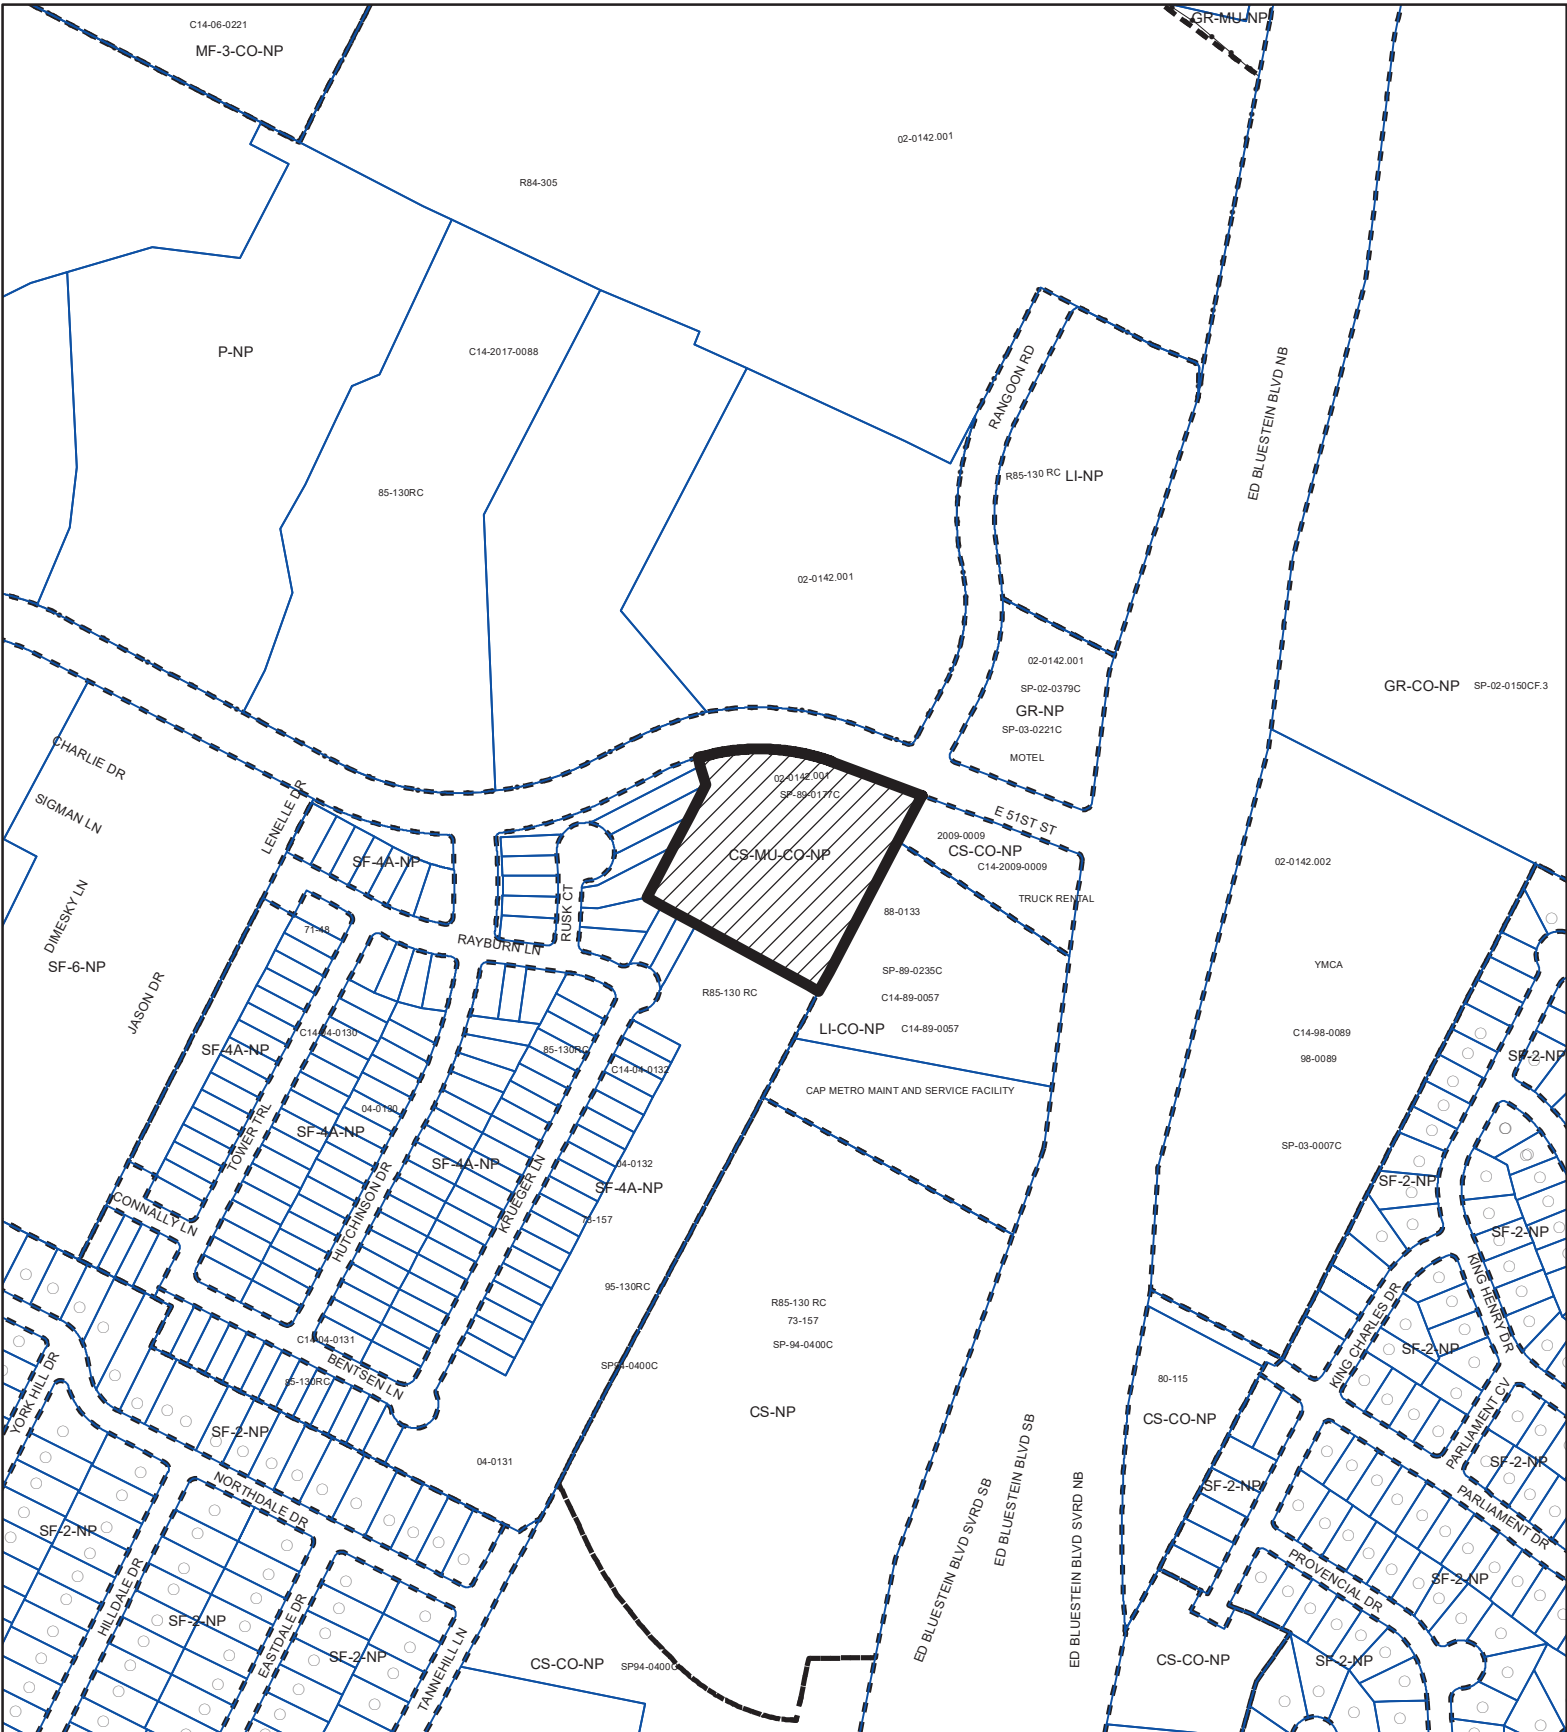 C14-06-0221
MF-3-CO-NP
GR-MU-NP
02-0142.001
R84-305
P-NP
C14-2017-0088
RANGOON RD
ED BLUESTEIN BLVD NB
R85-130 RC
LI-NP
85-130RC
02-0142.001
02-0142.001
SP-02-0379C
GR-NP
SP-03-0221C
MOTEL
GR-CO-NP
SP-02-0150CF.3
CHARLIE DR
SIGMAN LN
LENELLE DR
02-0142.001
SP-89-0177C
E 51ST ST
2009-0009
CS-CO-NP
C14-2009-0009
SF-4A-NP
CS-MU-CO-NP
02-0142.002
TRUCK RENTAL
88-0133
DIMESKY LN
71-48
RUSK CT
RAYBURN LN
SF-6-NP
YMCA
SP-89-0235C
JASON DR
R85-130 RC
C14-89-0057
LI-CO-NP
C14-89-0057
C14-04-0130
C14-98-0089
SF-4A-NP
85-130RC
98-0089
SF-2-NP
C14-04-0132
CAP METRO MAINT AND SERVICE FACILITY
04-0130
TOWER TRL
SF-4A-NP
SP-03-0007C
SF-4A-NP
04-0132
KRUEGER LN
SF-4A-NP
SF-2-NP
CONNALLY LN
HUTCHINSON DR
73-157
SF-2-NP
95-130RC
KING HENRY DR
R85-130 RC
73-157
KING CHARLES DR
C14-04-0131
SP-94-0400C
SF-2-NP
BENTSEN LN
SP94-0400C
85-130RC
80-115
YORK HILL DR
CS-NP
CS-CO-NP
PARLIAMENT CV
SF-2-NP
04-0131
SF-2-NP
SF-2-NP
NORTHDALE DR
ED BLUESTEIN BLVD SVRD SB
ED BLUESTEIN BLVD SB
ED BLUESTEIN BLVD SVRD NB
PARLIAMENT DR
SF-2-NP
PROVENCIAL DR
SF-2-NP
HILLDALE DR
SF-2-NP
EASTDALE DR
SF-2-NP
TANNEHILL LN
CS-CO-NP
SP94-0400C
CS-CO-NP
SF-2-NP